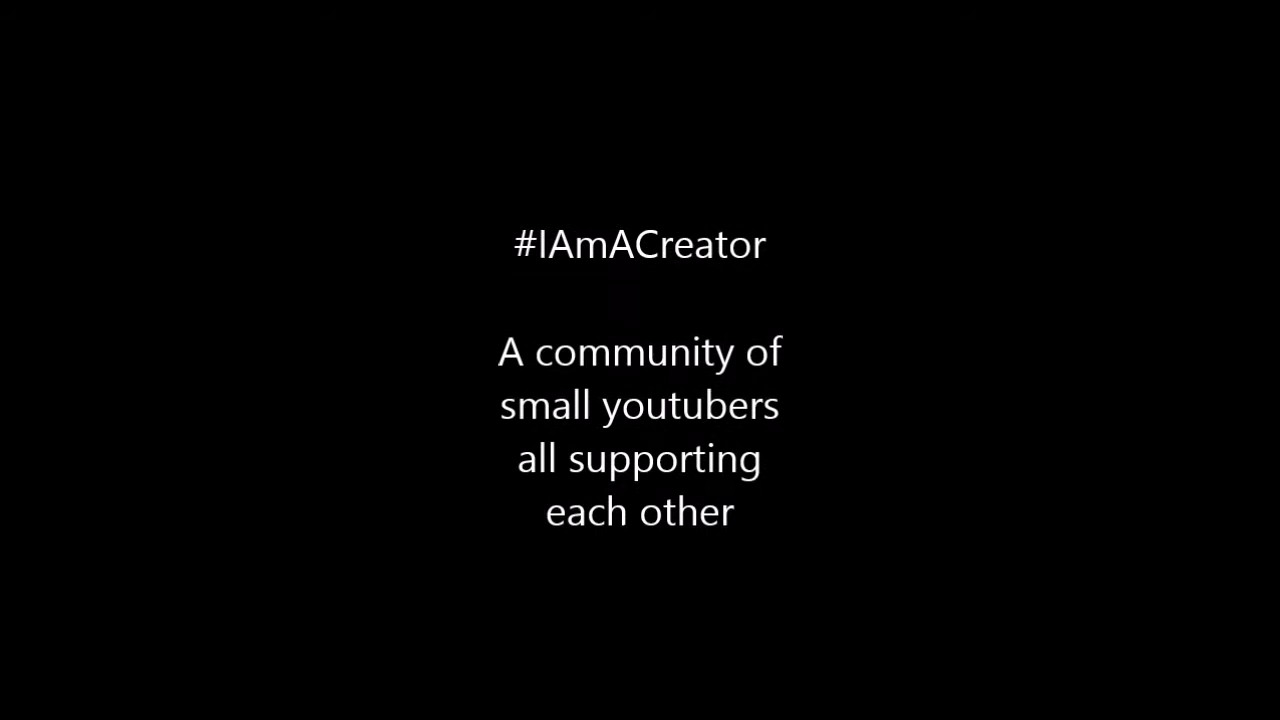 #IAmACreator
A community of
small youtubers
all supporting
each other